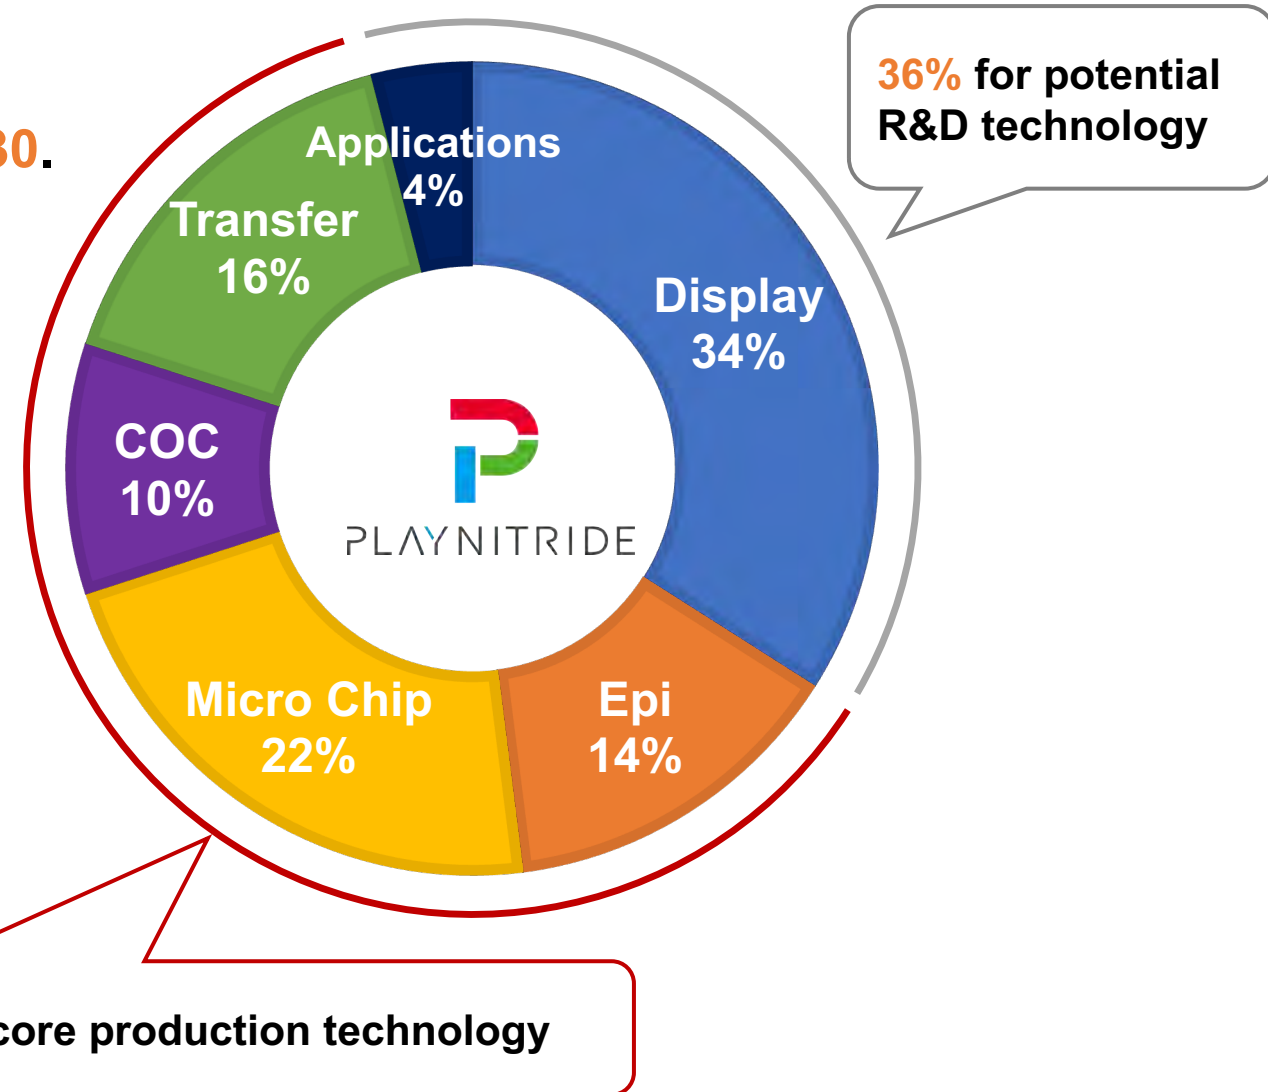 36% for potential
R&D technology
30.
Applications
4%
Transfer
16%
Display
34%
COC
10%
PLAYNITRIDE
Micro Chip
22%
Epi
14%
core production technology